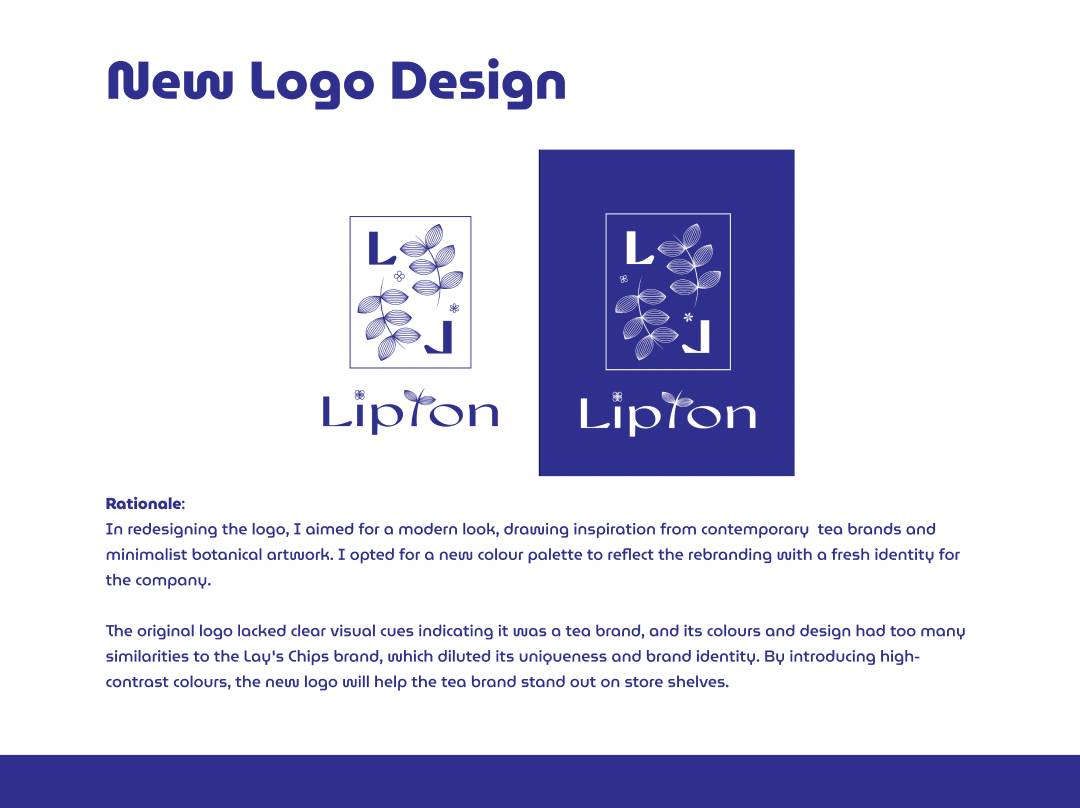 New Logo Design
L
L
L
L
Lipton
Lipton
Rationale:
In redesigning the logo, I aimed for a modern look, drawing inspiration from contemporary  tea brands and
minimalist botanical artwork. I opted for a new colour palette to reflect the rebranding with a fresh identity for
the company.
The original logo lacked clear visual cues indicating it was a tea brand, and its colours and design had too many
similarities to the Lay's Chips brand, which diluted its uniqueness and brand identity. By introducing high-
contrast colours, the new logo will help the tea brand stand out on store shelves.